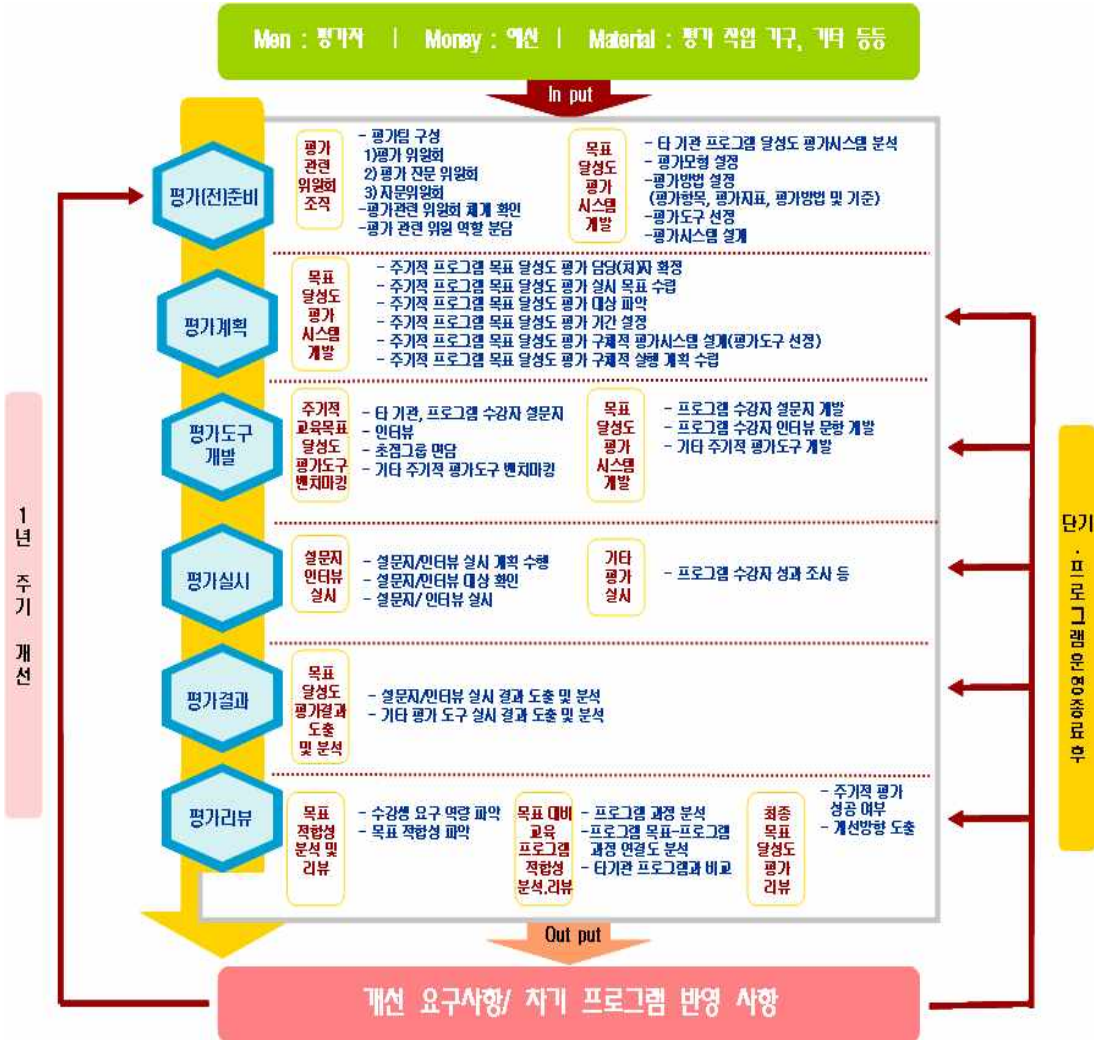 Men : 평가자 | Money : 예산 | Material : 평가 작업 기구, 기타 등등
In put
평가(전)준비
평가
관련
위원회
조직
- 평가팀 구성
1)평가 위원회
2) 평가 전문 위원회
3) 자문위원회
-평가관련 위원회 체계 확인
-평가 관련 위원 역할 분담
목표
달성도
평가
시스템
개발
- 타 기관 프로그램 달성도 평가시스템 분석
- 평가모형 설정
-평가방법 설정
(평가항목, 평가지표, 평가방법 및 기준)
-평가도구 선정
-평가시스템 설계
평가계획
목표
달성도
평가
시스템
개발
- 주기적 프로그램 목표 달성도 평가 담당(처)자 확정
- 주기적 프로그램 목표 달성도 평가 실시 목표 수립
- 주기적 프로그램 목표 달성도 평가 대상 파악
- 주기적 프로그램 목표 달성도 평가 기간 설정
- 주기적 프로그램 목표 달성도 평가 구체적 평가시스템 설계(평가도구 선정)
- 주기적 프로그램 목표 달성도 평가 구체적 실행 계획 수립
평가도구
개발
주기적
교육목표
달성도
평가도구
벤치마킹
- 타 기관, 프로그램 수강자 설문지
- 인터뷰
- 초점그룹 면담
- 기타 주기적 평가도구 벤치마킹
목표
달성도
평가
시스템
개발
- 프로그램 수강자 설문지 개발
- 프로그램 수강자 인터뷰 문항 개발
- 기타 주기적 평가도구 개발
평가실시
설문지
인터뷰
실시
- 설문지/인터뷰 실시 계획 수행
- 설문지/인터뷰 대상 확인
- 설문지/ 인터뷰 실시
기타
평가
실시
- 프로그램 수강자 성과 조사 등
평가결과
목표
달성도
평가결과
도출
및 분석
- 설문지/인터뷰 실시 결과 도출 및 분석
- 기타 평가 도구 실시 결과 도출 및 분석
평가리뷰
목표
적합성
분석 및
리뷰
- 수강생 요구 역량 파악
- 목표 적합성 파악
목표 대비
교육
프로그램
적합성
분석.리뷰
- 프로그램 과정 분석
-프로그램 목표-프로그램
과정 연결도 분석
- 타기관 프로그램과 비교
최종
목표
달성도
평가
리뷰
- 주기적 평가
성공 여부
- 개선방향 도출
Out put
개선 요구사항/ 차기 프로그램 반영 사항
1년 주기 개선
단기 · 프로그램운영종료 후